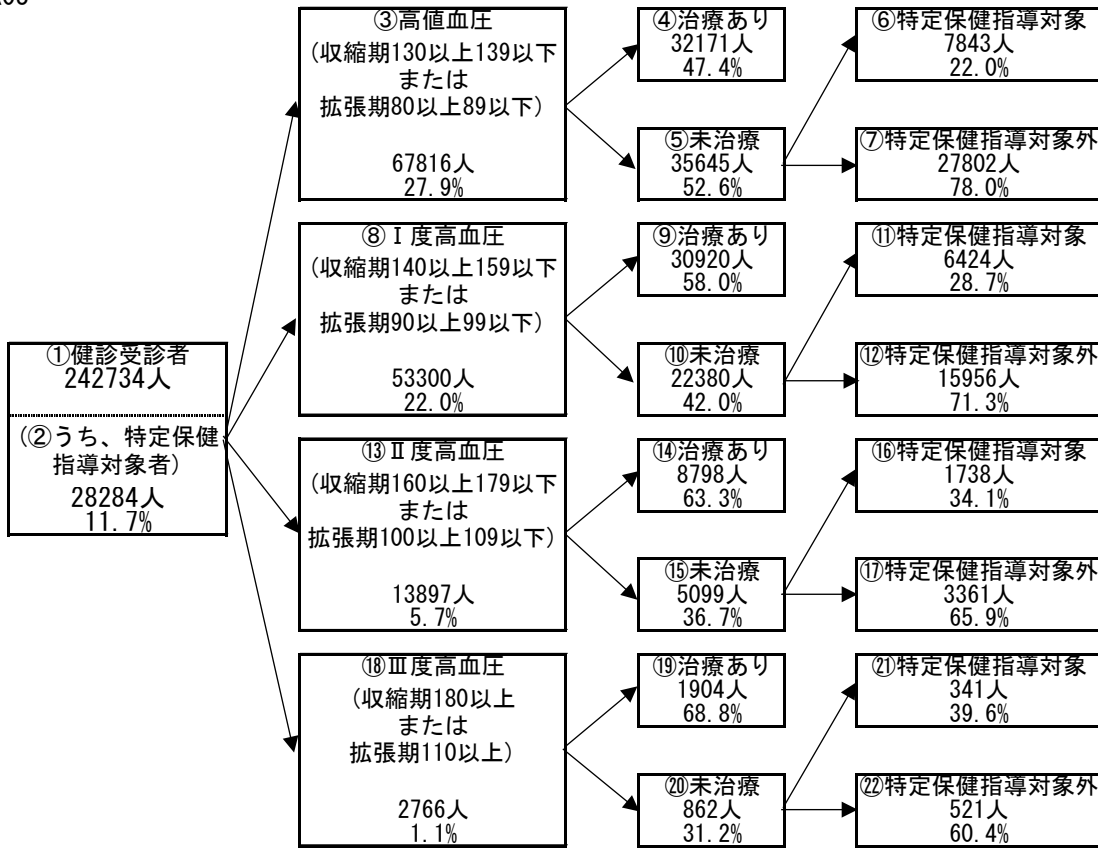 ①健診受診者
242734人
(②うち、特定保健
指導対象者)
28284人
11.7%
③高値血圧
(収縮期130以上139以下
または
拡張期80以上89以下)
67816人
27.9%
④治療あり
32171人
47.4%
⑤未治療
35645人
52.6%
⑥特定保健指導対象
7843人
22.0%
⑦特定保健指導対象外
27802人
78.0%
⑧Ⅰ度高血圧
(収縮期140以上159以下
または
拡張期90以上99以下)
53300人
22.0%
⑨治療あり
30920人
58.0%
⑩未治療
22380人
42.0%
⑪特定保健指導対象
6424人
28.7%
⑫特定保健指導対象外
15956人
71.3%
⑬Ⅱ度高血圧
(収縮期160以上179以下
または
拡張期100以上109以下)
13897人
5.7%
⑭治療あり
8798人
63.3%
⑮未治療
5099人
36.7%
⑯特定保健指導対象
1738人
34.1%
⑰特定保健指導対象外
3361人
65.9%
⑱Ⅲ度高血圧
(収縮期180以上
または
拡張期110以上)
2766人
1.1%
⑲治療あり
1904人
68.8%
⑳未治療
862人
31.2%
㉑特定保健指導対象
341人
39.6%
㉒特定保健指導対象外
521人
60.4%